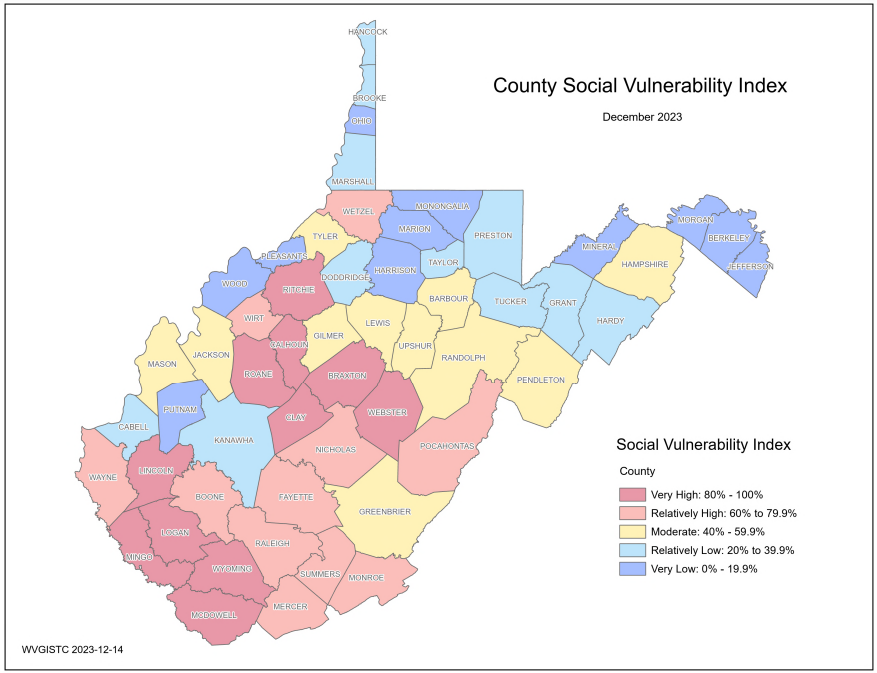 HANCOCK
County Social Vulnerability Index
BROOKE
December 2023
OHIO
MARSHALL
WETZEL
MONONGALIA
MORGAN
MARION
TYLER
PRESTON
BERKELEY
MINERAL
PLEASANTS
TAYLOR
HAMPSHIRE
JEFFERSON
HARRISON
DODDRIDGE
WOOD
RITCHIE
BARBOUR
TUCKER
GRANT
WIRT
LEWIS
HARDY
GILMER
CALHOUN
UPSHUR
JACKSON
RANDOLPH
MASON
ROANE
BRAXTON
PENDLETON
PUTNAM
WEBSTER
CLAY
CABELL
KANAWHA
POCAHONTAS
NICHOLAS
Social Vulnerability Index
LINCOLN
County
WAYNE
BOONE
FAYETTE
Very High: 80% - 100%
GREENBRIER
Relatively High: 60% to 79.9%
LOGAN
Moderate: 40% - 59.9%
RALEIGH
Relatively Low: 20% to 39.9%
MINGO
WYOMING
Very Low: 0% - 19.9%
SUMMERS
MONROE
MERCER
MCDOWELL
WVGISTC 2023-12-14